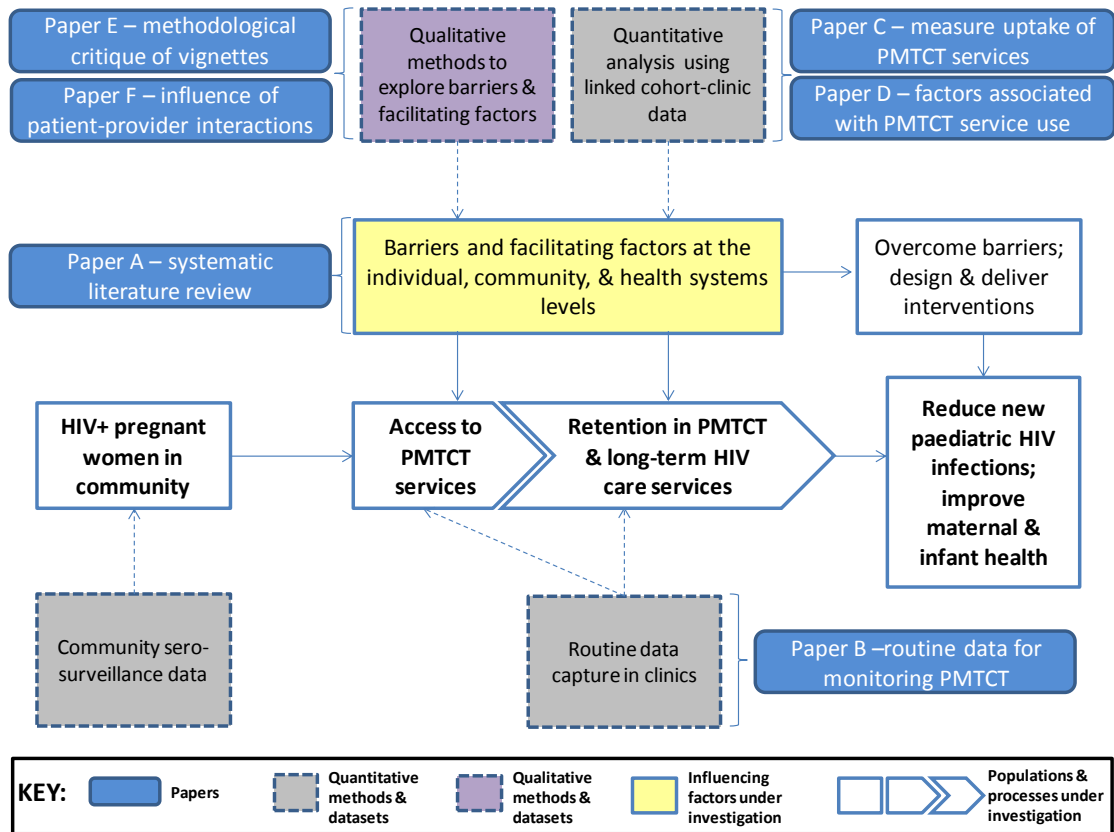 Paper E – methodological
critique of vignettes
Paper F – influence of
patient-provider interactions
Qualitative
methods to
explore barriers &
facilitating factors
Quantitative
analysis using
linked cohort-clinic
data
Paper C – measure uptake of
PMTCT services
Paper D – factors associated
with PMTCT service use
Paper A – systematic
literature review
Barriers and facilitating factors at the
individual, community, & health systems
levels
Overcome barriers;
design & deliver
interventions
HIV+ pregnant
women in
community
Access to
PMTCT
services
Retention in PMTCT
& long-term HIV
care services
Reduce new
paediatric HIV
infections;
improve
maternal &
infant health
Community sero-
surveillance data
Routine data
capture in clinics
Paper B –routine data for
monitoring PMTCT
KEY:
Papers
Quantitative
methods &
datasets
Qualitative
methods &
datasets
Influencing
factors under
investigation
Populations &
processes under
investigation